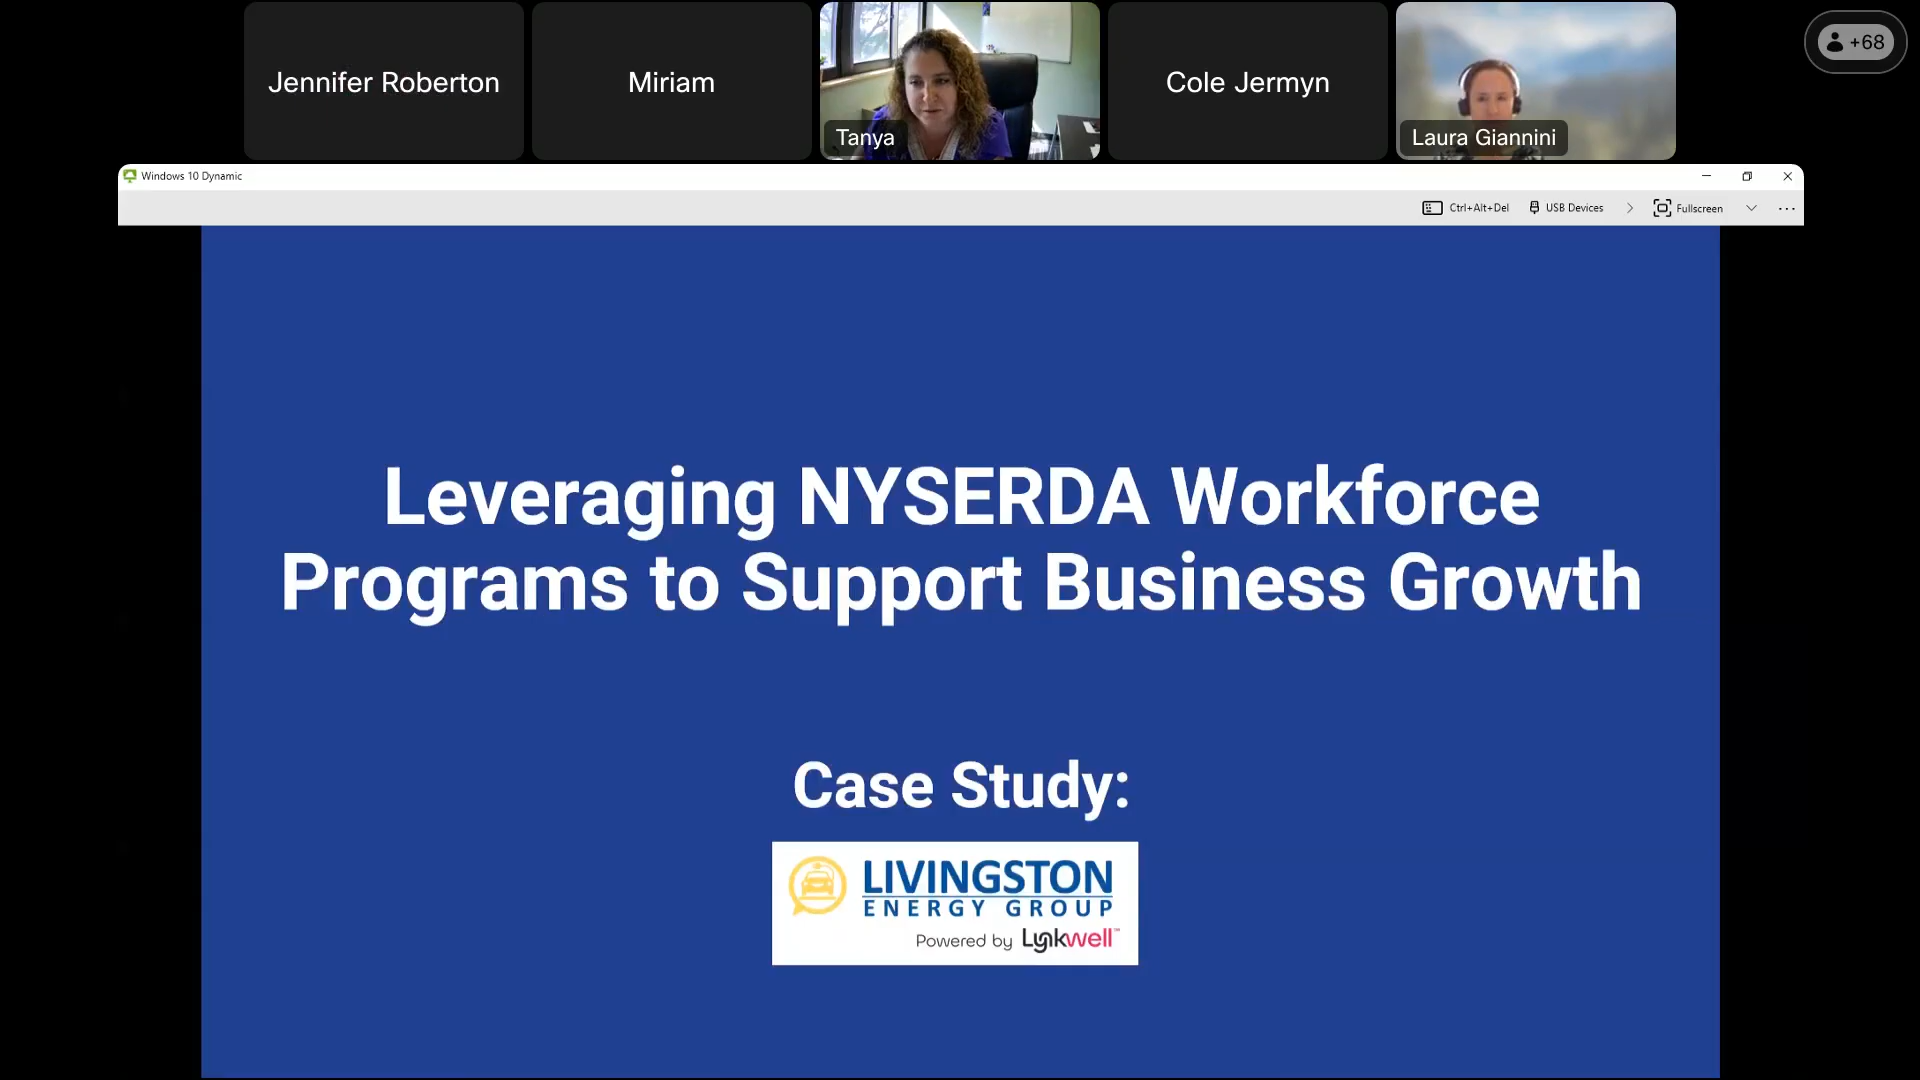 Jennifer Roberton
Miriam
Tanya
Cole Jermyn
Laura Giannini
+68
Windows 10 Dynamic
Ctrl+Alt+Del
USB Devices
Fullscreen
Leveraging NYSERDA Workforce
Programs to Support Business Growth
Case Study:
LIVINGSTON
ENERGY GROUP
Powered by Lynkwell™